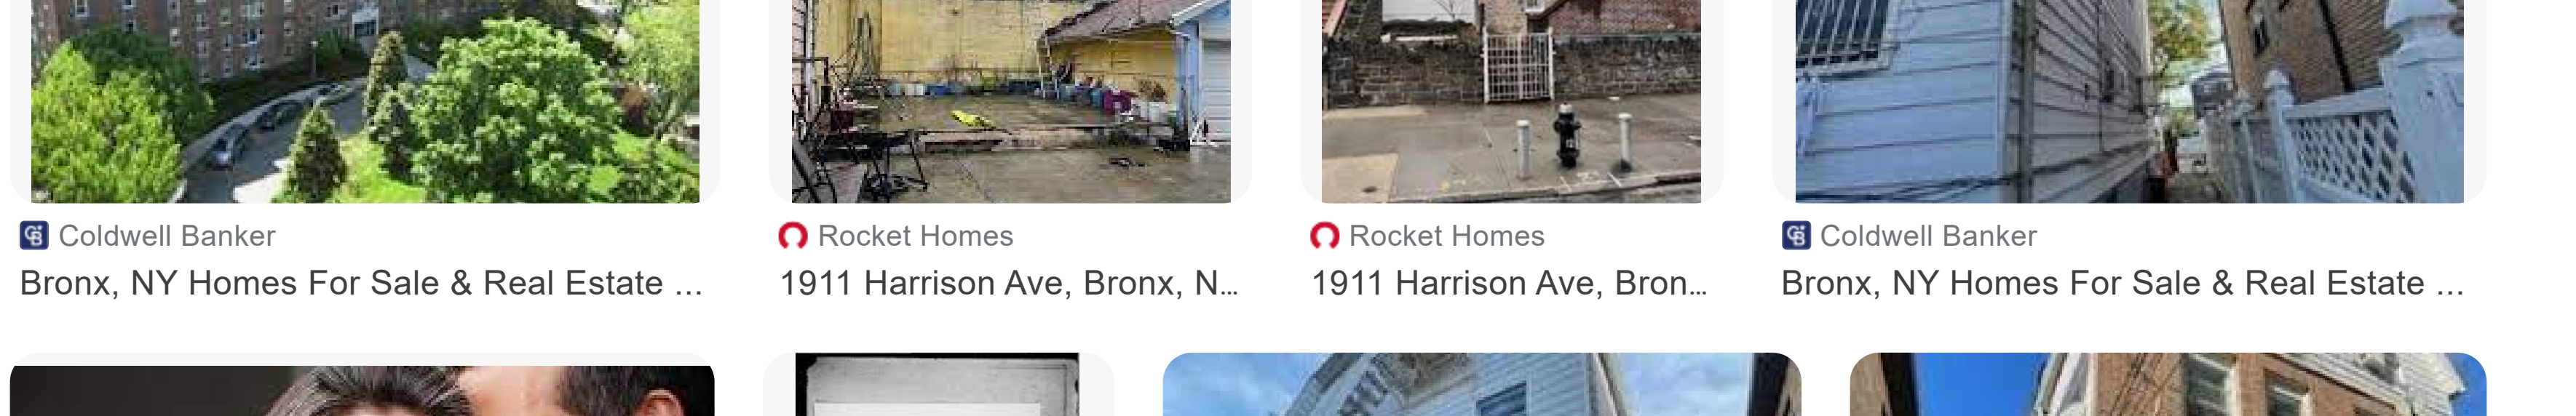 Coldwell Banker
Bronx, NY Homes For Sale & Real Estate ...
Rocket Homes
1911 Harrison Ave, Bronx, N...
Rocket Homes
1911 Harrison Ave, Bron...
Coldwell Banker
Bronx, NY Homes For Sale & Real Estate ...